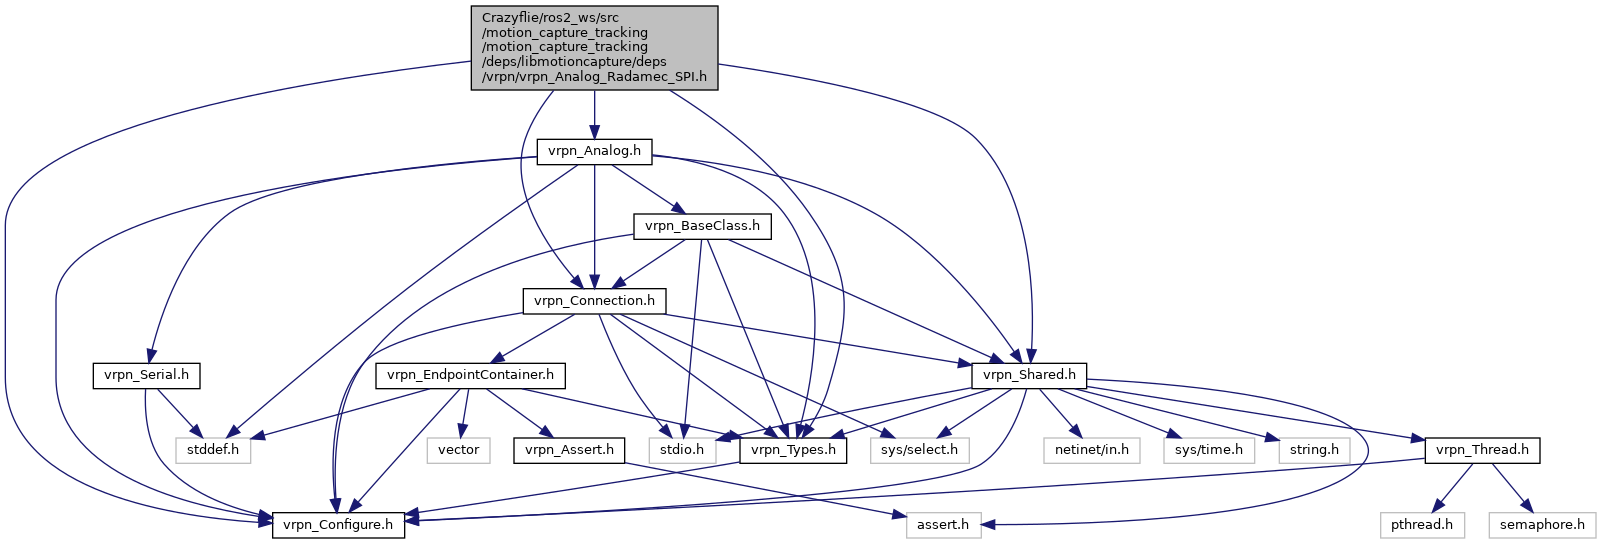 Crazyflie/ros2_ws/src
/motion_capture_tracking
/motion_capture_tracking
/deps/libmotioncapture/deps
/vrpn/vrpn_Analog_Radamec_SPI.h
vrpn_Analog.h
vrpn_BaseClass.h
vrpn_Connection.h
vrpn_Serial.h
vrpn_EndpointContainer.h
vrpn_Shared.h
stddef.h
vector
vrpn_Assert.h
stdio.h
vrpn_Types.h
sys/select.h
netinet/in.h
sys/time.h
string.h
vrpn_Thread.h
vrpn_Configure.h
assert.h
pthread.h
semaphore.h